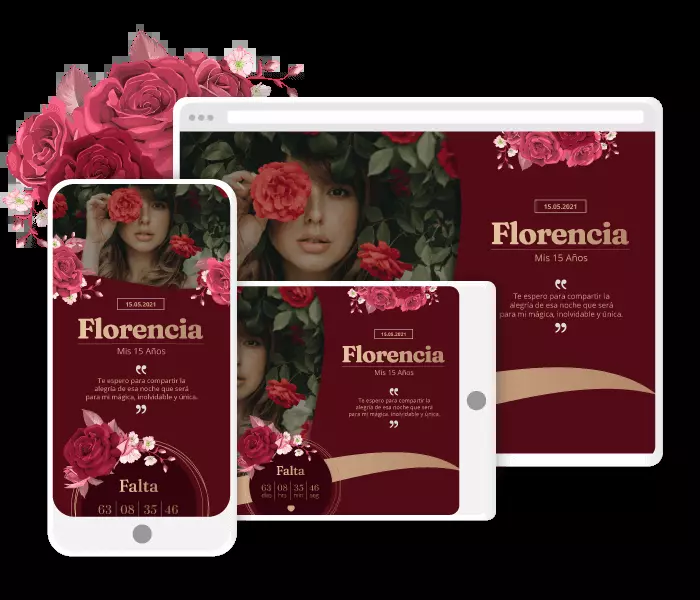 15.05.2021
Florencia
Mis 15 Años
“
Te espero para compartir la
alegría de esa noche que será
para mi mágica, inolvidable y única.
”
15.05.2021
Florencia
Mis 15 Años
“
Te espero para compartir la
alegría de esa noche que será
para mi mágica, inolvidable y única.
”
Falta
63 08 35 46
15.05.2021
Florencia
Mis 15 Años
“
Te espero para compartir la
alegría de esa noche que será
para mi mágica, inolvidable y única.
”
Falta
63 08 35 46
días hrs min seg